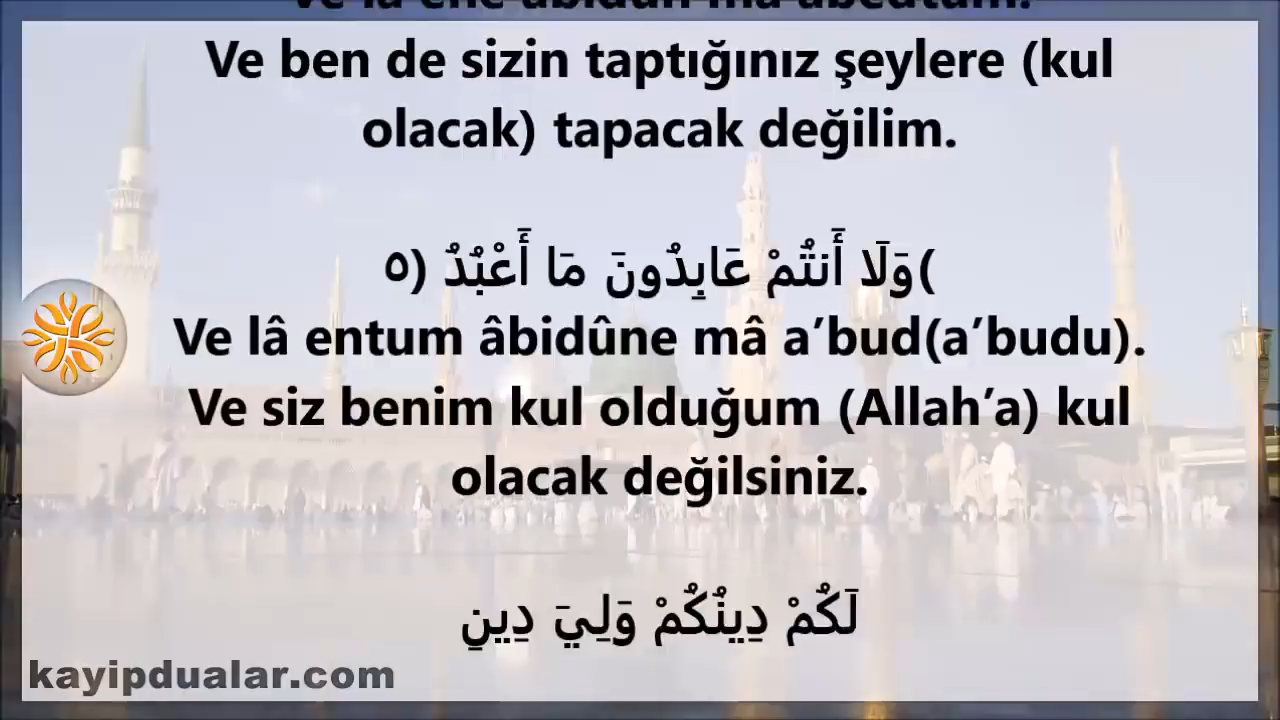 Ve ben de sizin taptığınız şeylere (kul
olacak) tapacak değilim.
)وَلَا أَنتُمْ عَابِدُونَ مَا أَعْبُدُ (٥
Ve lâ entum âbidûne mâ a’bud(a’budu).
Ve siz benim kul olduğum (Allah’a) kul
olacak değilsiniz.
لَكُمْ دِينُكُمْ وَلِيَ دِينِ
kayipdualar.com